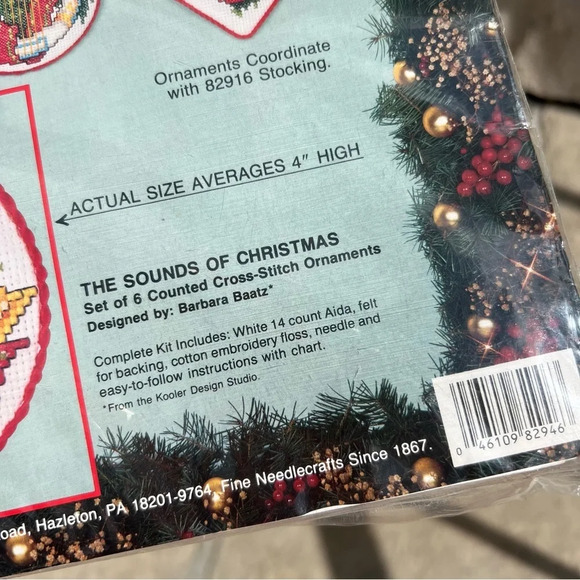 Ornaments Coordinate
with 82916 Stocking.
ACTUAL SIZE AVERAGES 4" HIGH
THE SOUNDS OF CHRISTMAS
Set of 6 Counted Cross-Stitch Ornaments
Designed by: Barbara Baatz*
Complete Kit Includes: White 14 count Aida, felt
for backing, cotton embroidery floss, needle and
easy-to-follow instructions with chart.
*From the Kooler Design Studio.
oad, Hazleton, PA 18201-9764, Fine Needlecrafts Since 1867.
0 46109 82946